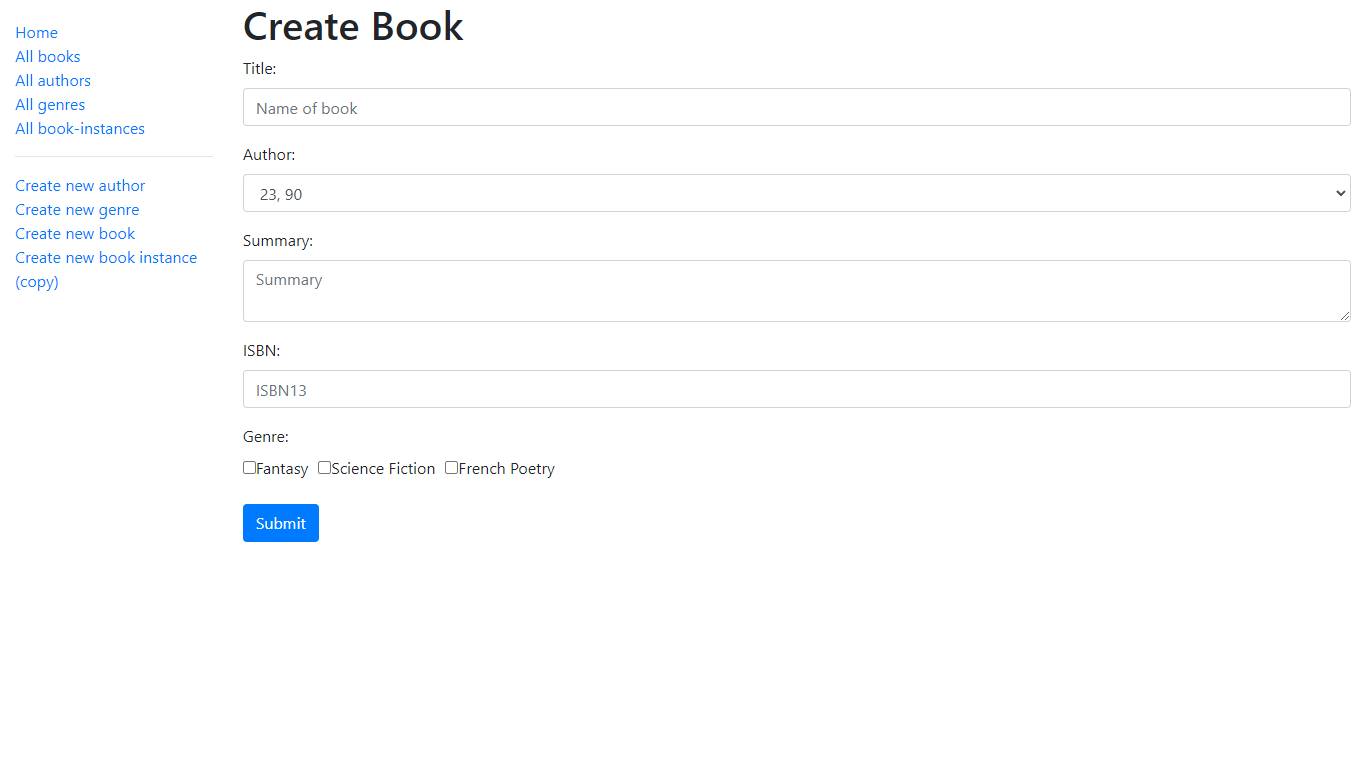 Home
All books
All authors
All genres
All book-instances
Create new author
Create new genre
Create new book
Create new book instance
(copy)
Create Book
Title:
Name of book
Author:
23, 90
Summary:
Summary
ISBN:
ISBN13
Genre:
Fantasy Science Fiction French Poetry
Submit